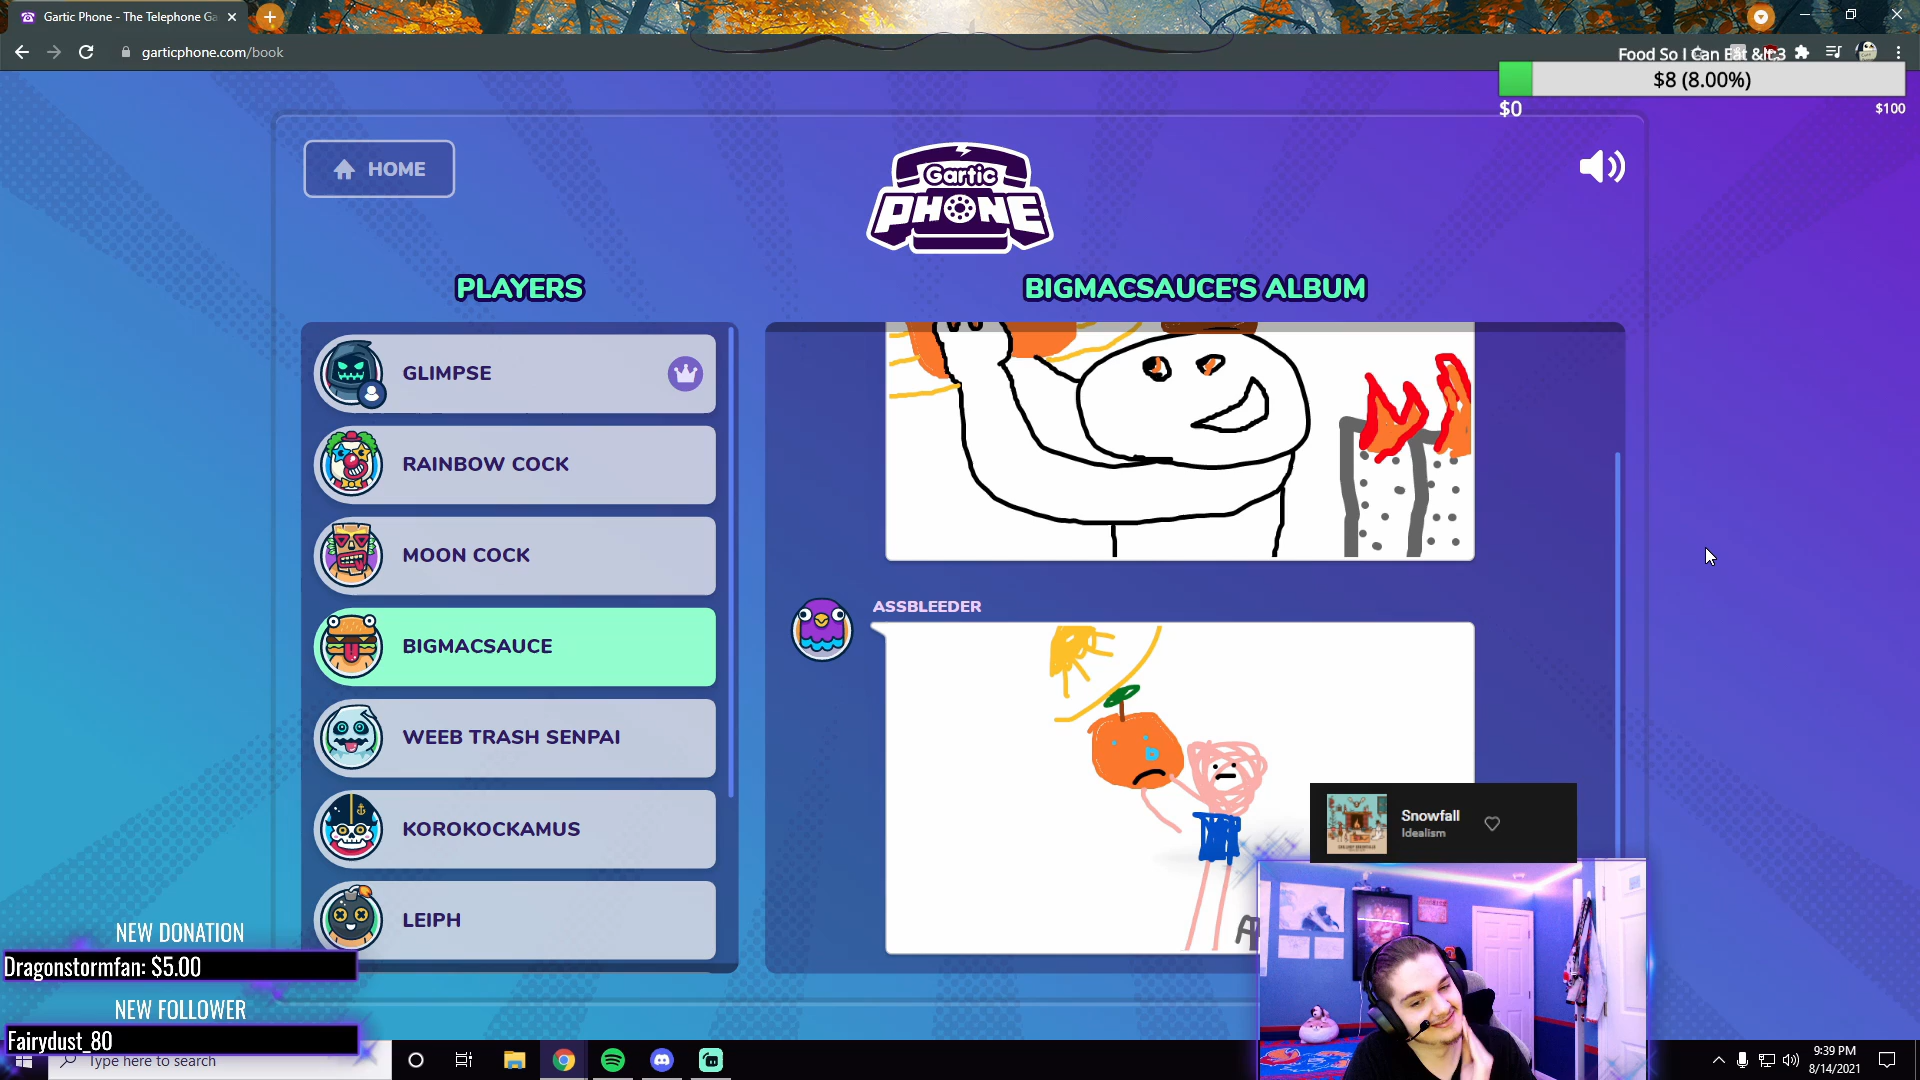 Gartic Phone - The Telephone Ga
garticphone.com/book
Food So I Can Eat &lt;3
$8 (8.00%)
$0
$100
HOME
Gartic
PHONE
PLAYERS
BIGMACSAUCE'S ALBUM
GLIMPSE
RAINBOW COCK
MOON COCK
BIGMACSAUCE
WEEB TRASH SENPAI
KOROKOCKAMUS
LEIPH
ASSBLEEDER
Snowfall
Idealism
NEW DONATION
Dragonstormfan: $5.00
NEW FOLLOWER
Fairydust_80
Type here to search
9:39 PM
8/14/2021